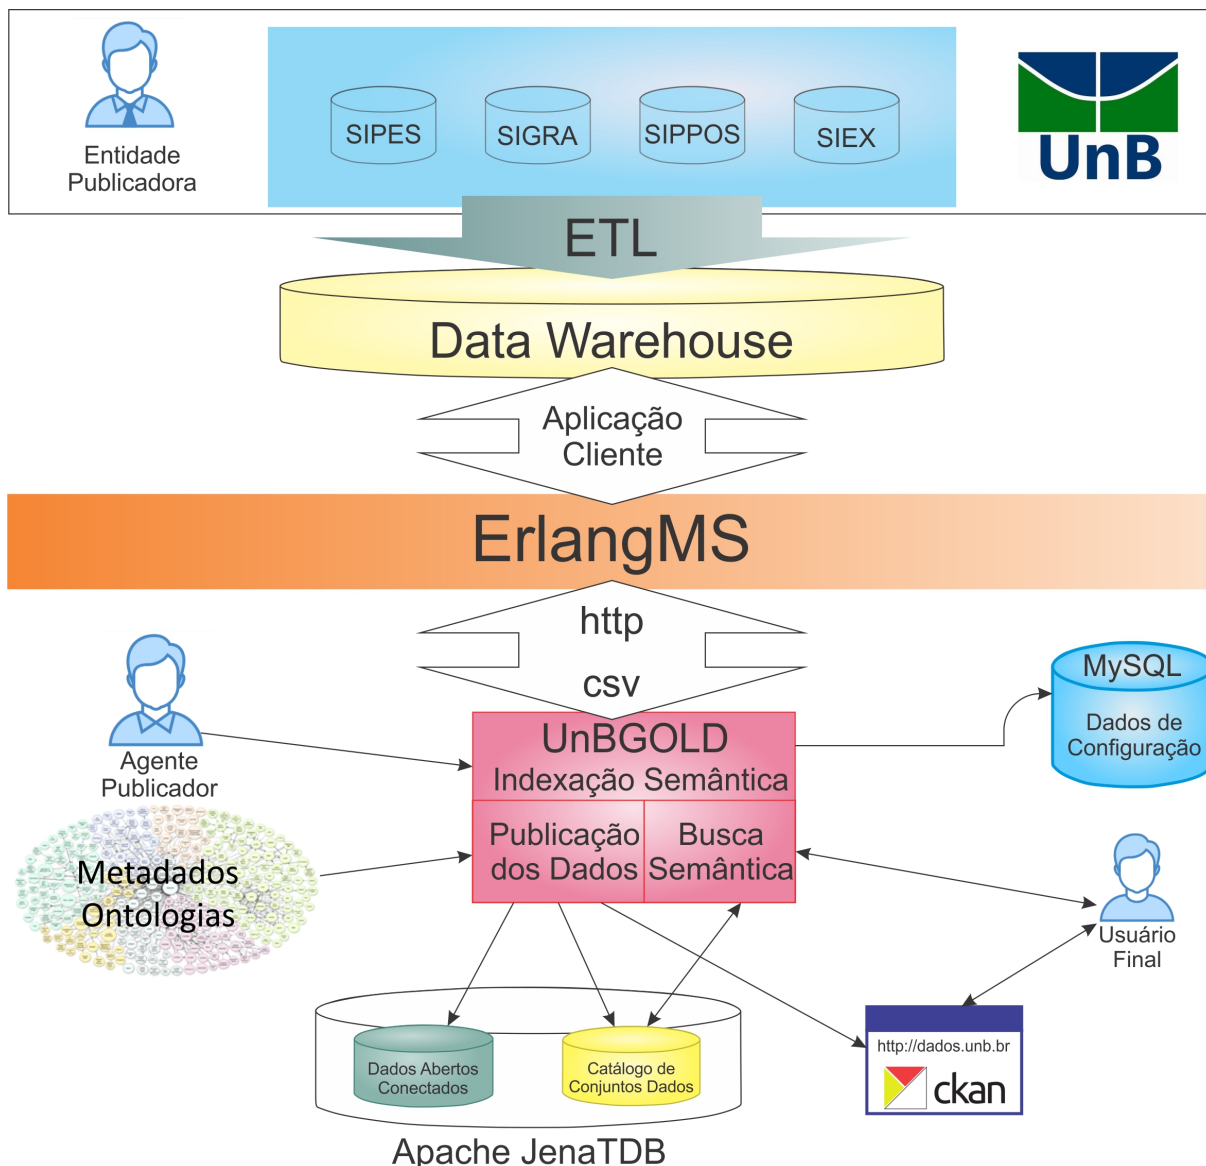 Entidade
Publicadora
SIPES
SIGRA
SIPPOS
SIEX
UnB
ETL
Data Warehouse
Aplicação
Cliente
ErlangMS
http
csv
Agente
Publicador
UnBGOLD
Indexação Semântica
Publicação
dos Dados
Busca
Semântica
MySQL
Dados de
Configuração
Metadados
Ontologias
Usuário
Final
Dados Abertos
Conectados
Catálogo de
Conjuntos Dados
http://dados.unb.br
ckan
Apache JenaTDB